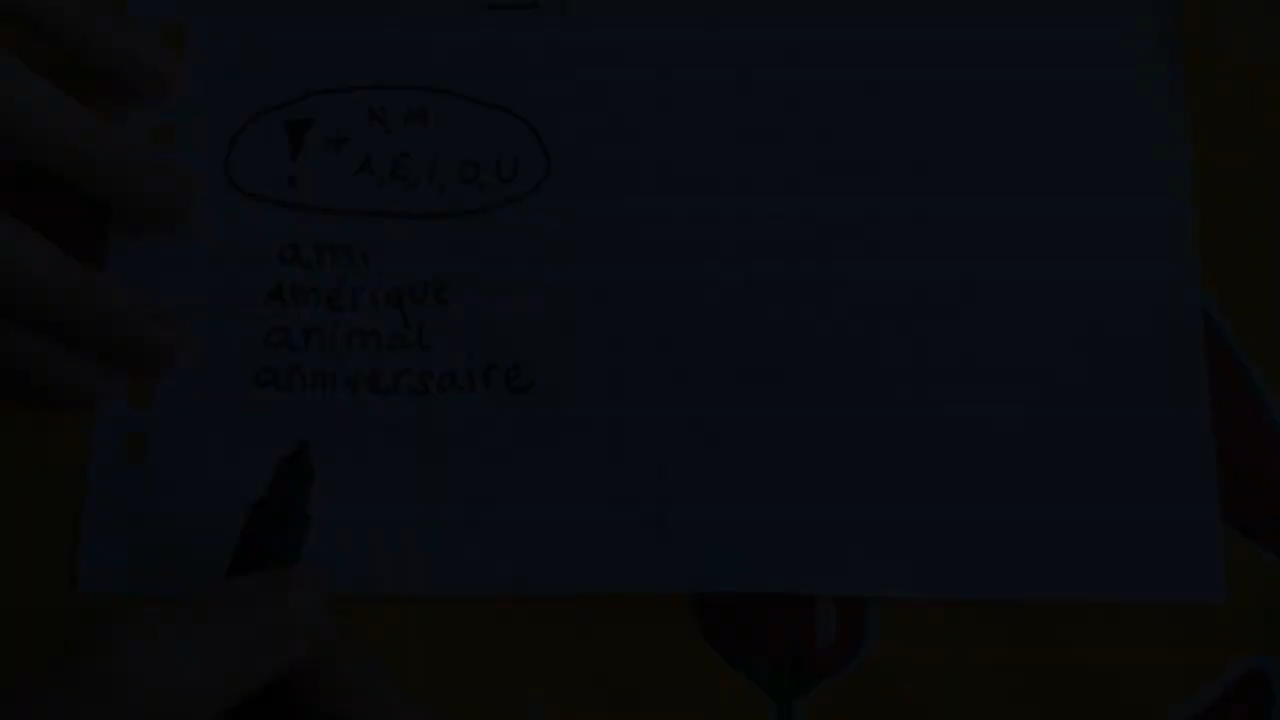 ! = N, M
A, E, I, O, U
ami
Amérique
animal
anniversaire